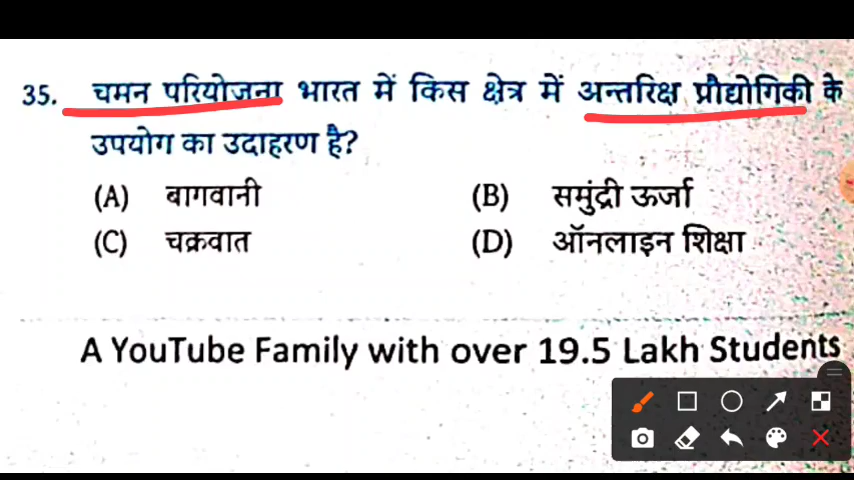 35. चमन परियोजना भारत में किस क्षेत्र में अन्तरिक्ष प्रौद्योगिकी के
उपयोग का उदाहरण है?
(A) बागवानी (B) समुंद्री ऊर्जा
(C) चक्रवात (D) ऑनलाइन शिक्षा
A YouTube Family with over 19.5 Lakh Students